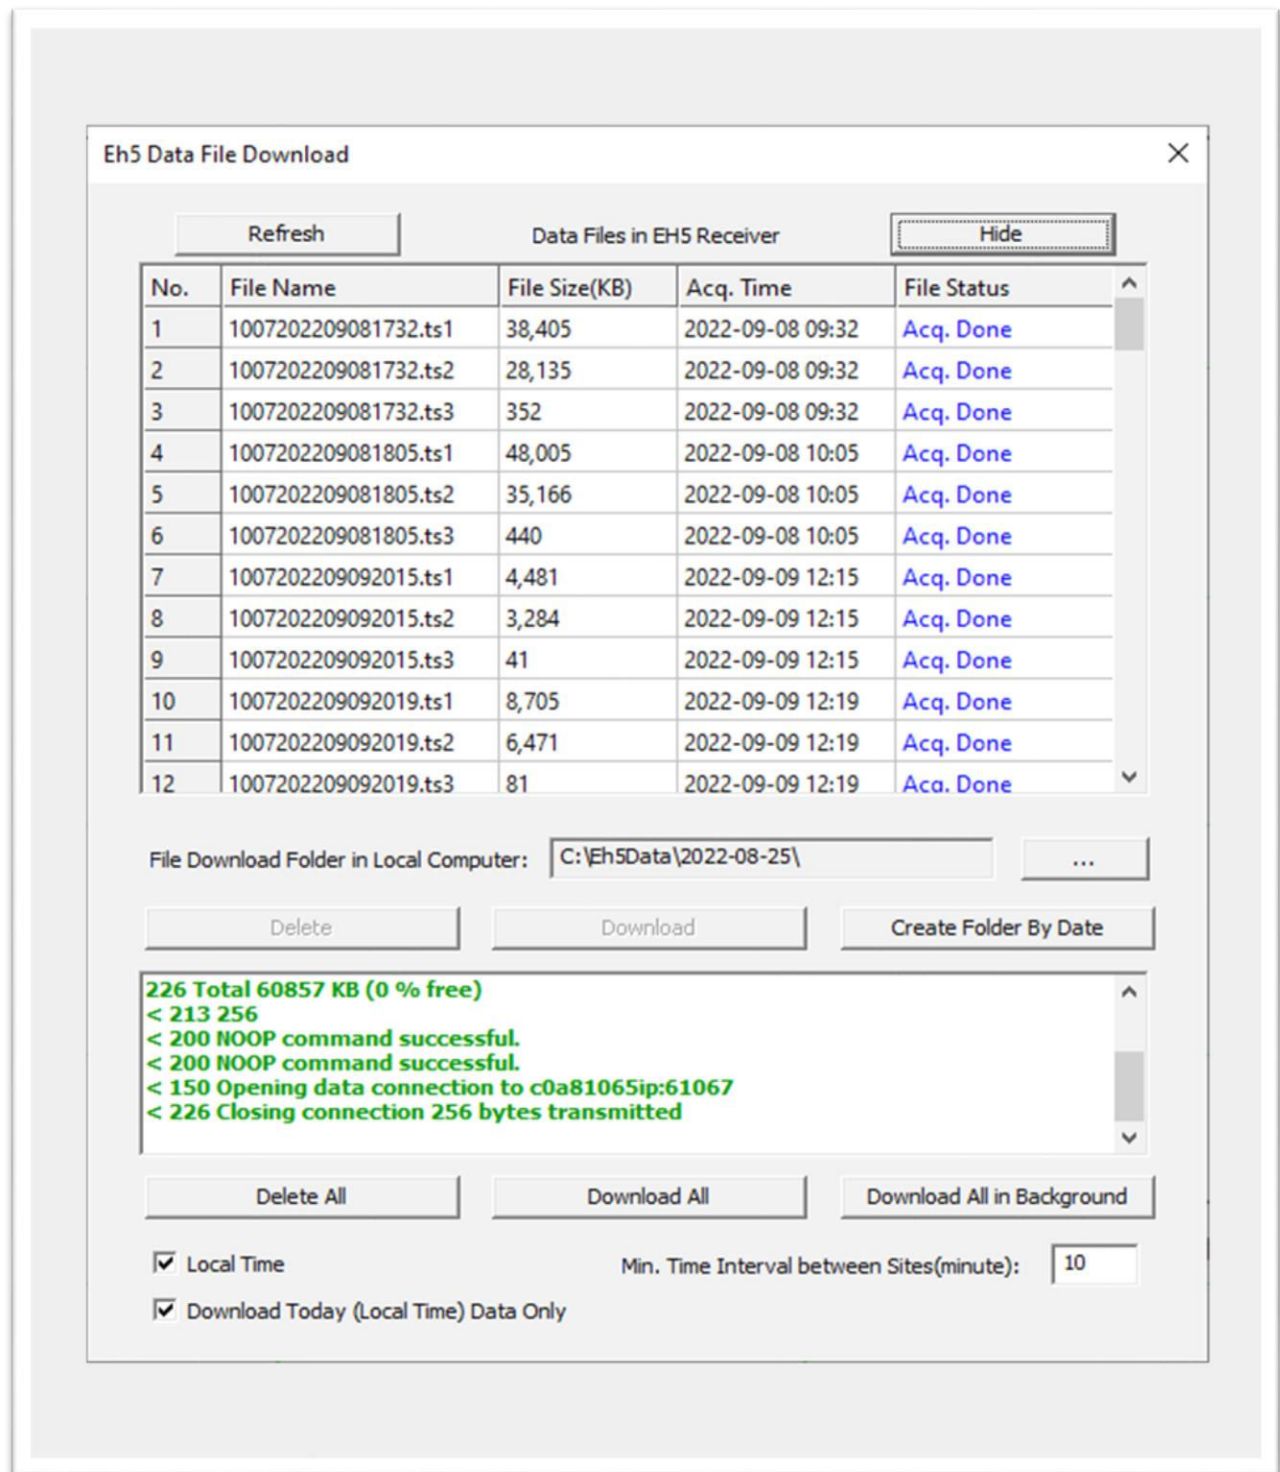 Eh5 Data File Download
Refresh Data Files in EH5 Receiver Hide
No. File Name File Size(KB) Acq. Time File Status
1 1007202209081732.ts1 38,405 2022-09-08 09:32 Acq. Done
2 1007202209081732.ts2 28,135 2022-09-08 09:32 Acq. Done
3 1007202209081732.ts3 352 2022-09-08 09:32 Acq. Done
4 1007202209081805.ts1 48,005 2022-09-08 10:05 Acq. Done
5 1007202209081805.ts2 35,166 2022-09-08 10:05 Acq. Done
6 1007202209081805.ts3 440 2022-09-08 10:05 Acq. Done
7 1007202209092015.ts1 4,481 2022-09-09 12:15 Acq. Done
8 1007202209092015.ts2 3,284 2022-09-09 12:15 Acq. Done
9 1007202209092015.ts3 41 2022-09-09 12:15 Acq. Done
10 1007202209092019.ts1 8,705 2022-09-09 12:19 Acq. Done
11 1007202209092019.ts2 6,471 2022-09-09 12:19 Acq. Done
12 1007202209092019.ts3 81 2022-09-09 12:19 Acq. Done
File Download Folder in Local Computer: C:\Eh5Data\2022-08-25\ ...
Delete Download Create Folder By Date
226 Total 60857 KB (0 % free)
< 213 256
< 200 NOOP command successful.
< 200 NOOP command successful.
< 150 Opening data connection to c0a81065ip:61067
< 226 Closing connection 256 bytes transmitted
Delete All Download All Download All in Background
Local Time Min. Time Interval between Sites(minute): 10
Download Today (Local Time) Data Only